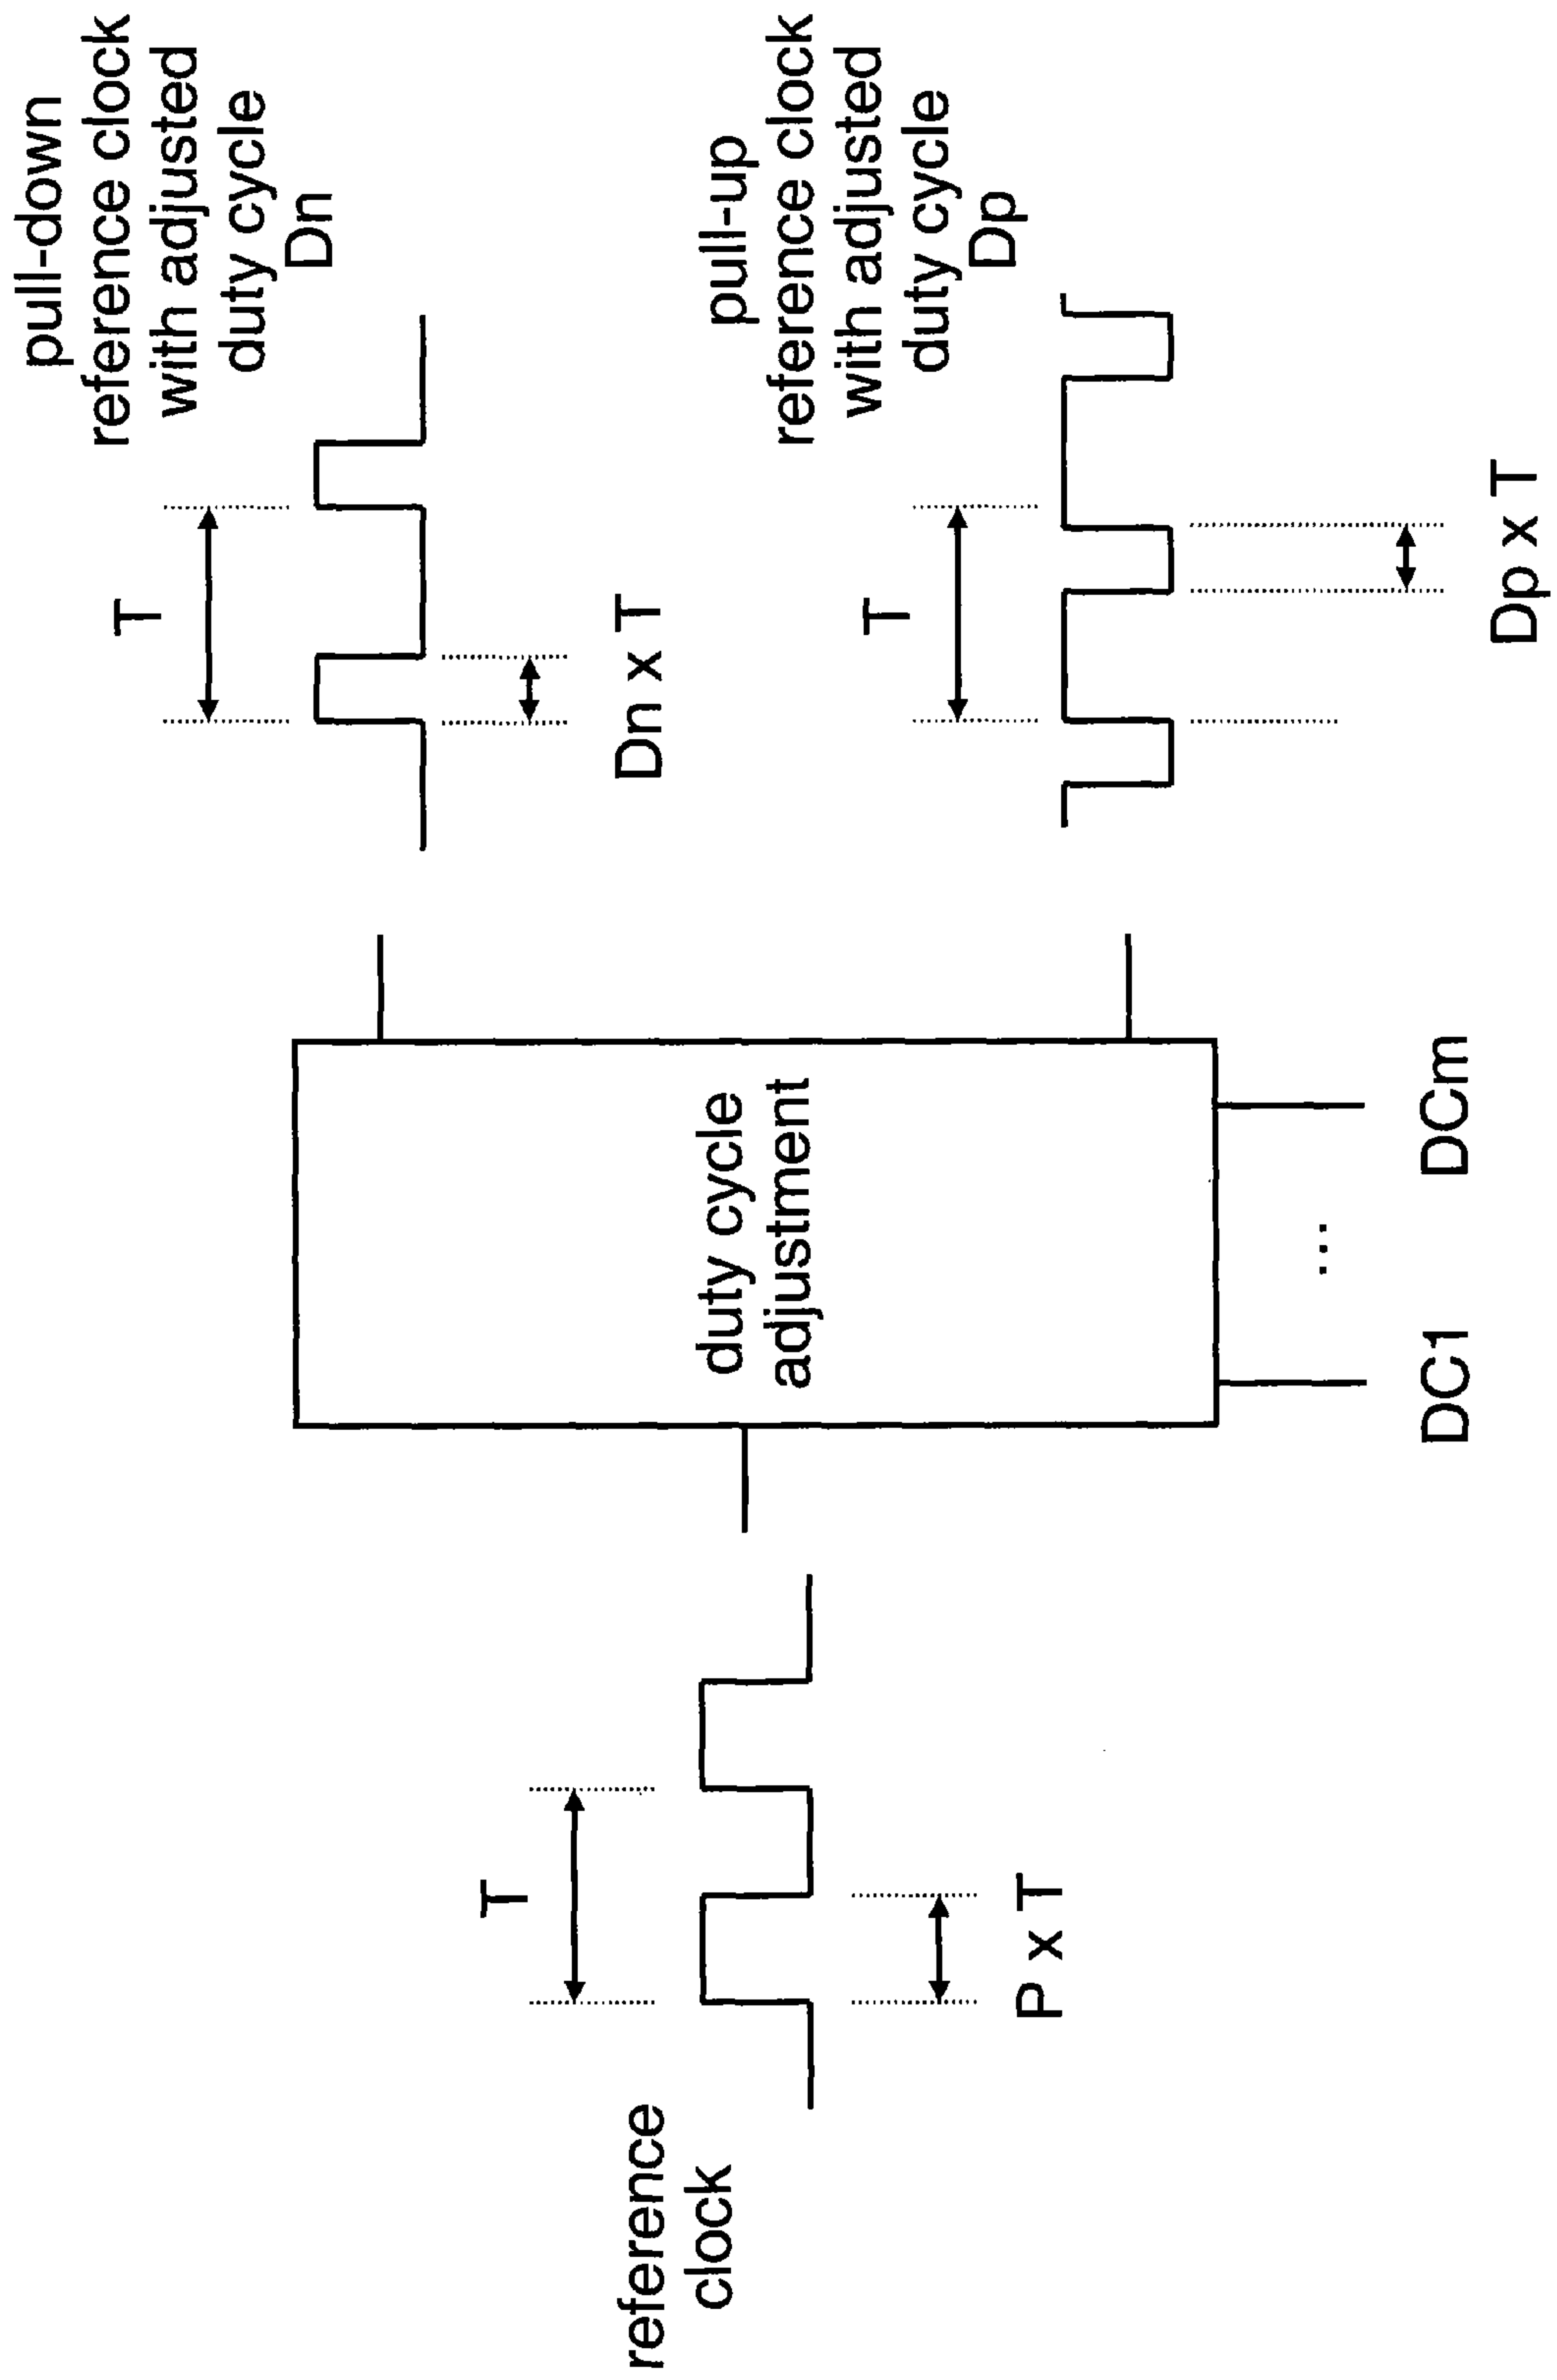 reference
clock
T
P x T
duty cycle
adjustment
DC1
...
DCm
pull-down
reference clock
with adjusted
duty cycle
Dn
T
Dn x T
pull-up
reference clock
with adjusted
duty cycle
Dp
T
Dp x T